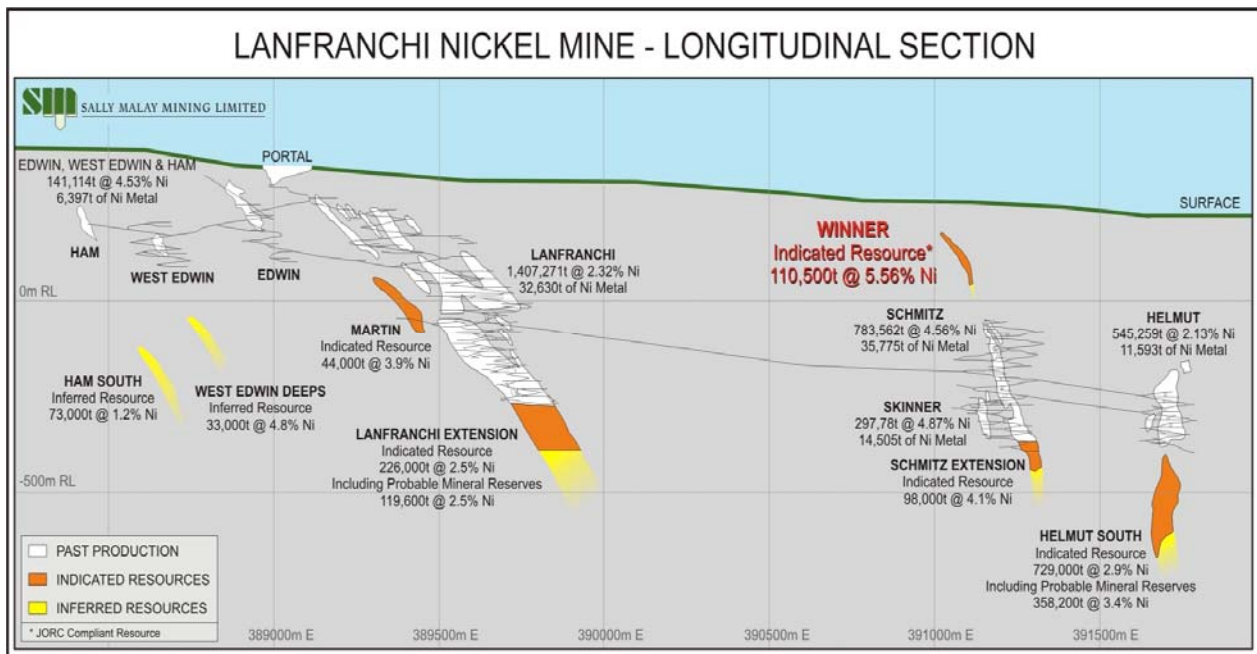 LANFRANCHI NICKEL MINE - LONGITUDINAL SECTION
smm SALLY MALAY MINING LIMITED
EDWIN, WEST EDWIN & HAM
141,114t @ 4.53% Ni
6,397t of Ni Metal
PORTAL
SURFACE
HAM
WEST EDWIN
EDWIN
LANFRANCHI
1,407,271t @ 2.32% Ni
32,630t of Ni Metal
WINNER
Indicated Resource*
110,500t @ 5.56% Ni
0m RL
MARTIN
Indicated Resource
44,000t @ 3.9% Ni
SCHMITZ
783,562t @ 4.56% Ni
35,775t of Ni Metal
HELMUT
545,259t @ 2.13% Ni
11,593t of Ni Metal
HAM SOUTH
Inferred Resource
73,000t @ 1.2% Ni
WEST EDWIN DEEPS
Inferred Resource
33,000t @ 4.8% Ni
LANFRANCHI EXTENSION
Indicated Resource
226,000t @ 2.5% Ni
Including Probable Mineral Reserves
119,600t @ 2.5% Ni
SKINNER
297,78t @ 4.87% Ni
14,505t of Ni Metal
SCHMITZ EXTENSION
Indicated Resource
98,000t @ 4.1% Ni
-500m RL
HELMUT SOUTH
Indicated Resource
729,000t @ 2.9% Ni
Including Probable Mineral Reserves
358,200t @ 3.4% Ni
PAST PRODUCTION
INDICATED RESOURCES
INFERRED RESOURCES
* JORC Compliant Resource
389000m E
389500m E
390000m E
390500m E
391000m E
391500m E